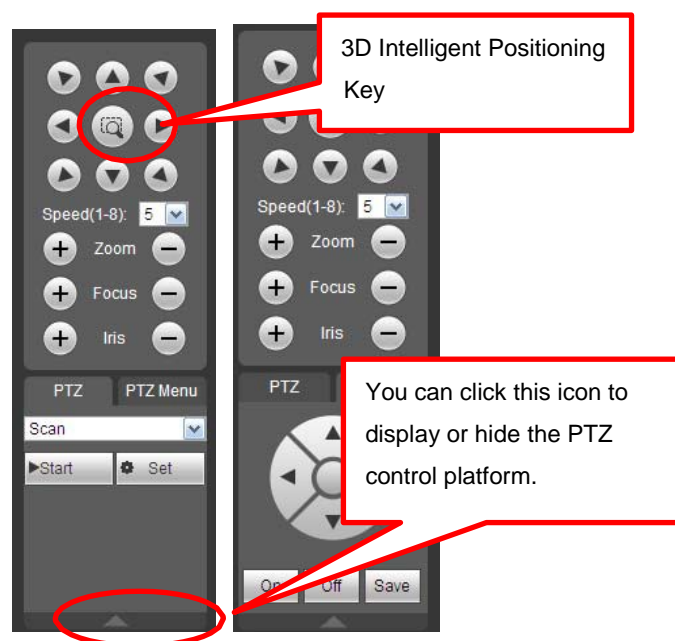 3D Intelligent Positioning
Key
Speed(1-8): 5
Zoom
Focus
Iris
PTZ PTZ Menu
Scan
Start Set
Speed(1-8): 5
Zoom
Focus
Iris
PTZ
You can click this icon to
display or hide the PTZ
control platform.
On Off Save